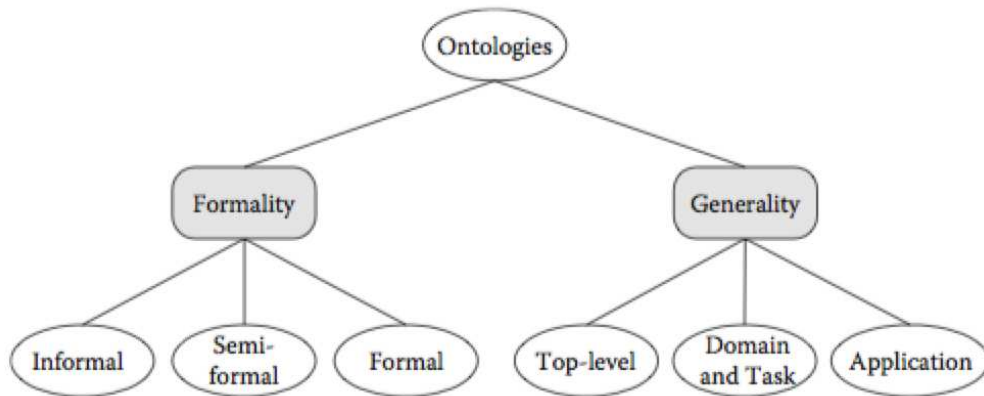 Ontologies
Formality
Generality
Informal
Semi-
formal
Formal
Top-level
Domain
and Task
Application